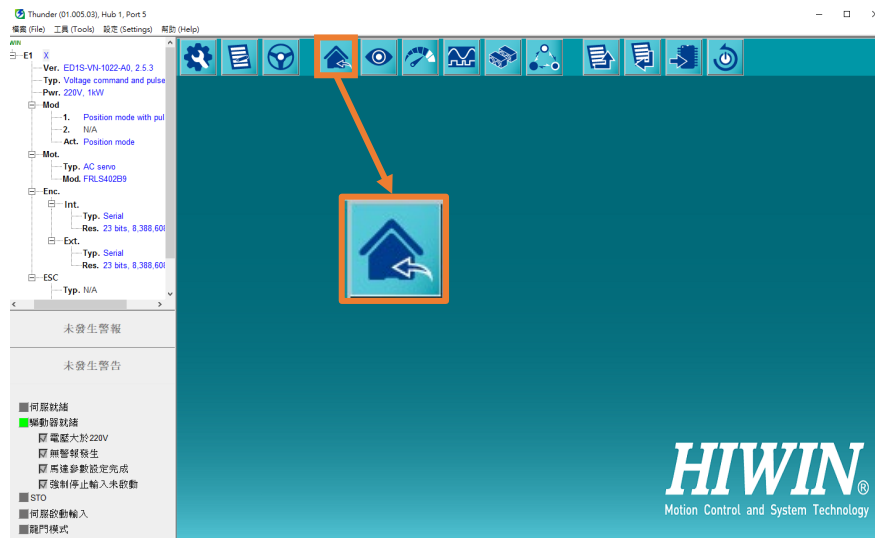 Thunder (01.005.03), Hub 1, Port 5
檔案 (File) 工具 (Tools) 設定 (Settings) 幫助 (Help)
WIN
E1 X
Ver. ED1S-VN-1022-A0, 2.5.3
Typ. Voltage command and pulse
Pwr. 220V, 1kW
Mod
1. Position mode with pul
2. N/A
Act. Position mode
Mot.
Typ. AC servo
Mod. FRLS402B9
Enc.
Int.
Typ. Serial
Res. 23 bits, 8,388,608
Ext.
Typ. Serial
Res. 23 bits, 8,388,608
ESC
Typ. N/A
未發生警報
未發生警告
伺服就緒
驅動器就緒
電壓大於220V
無警報發生
馬達參數設定完成
強制停止輸入未啟動
STO
伺服啟動輸入
龍門模式
HIWIN®
Motion Control and System Technology